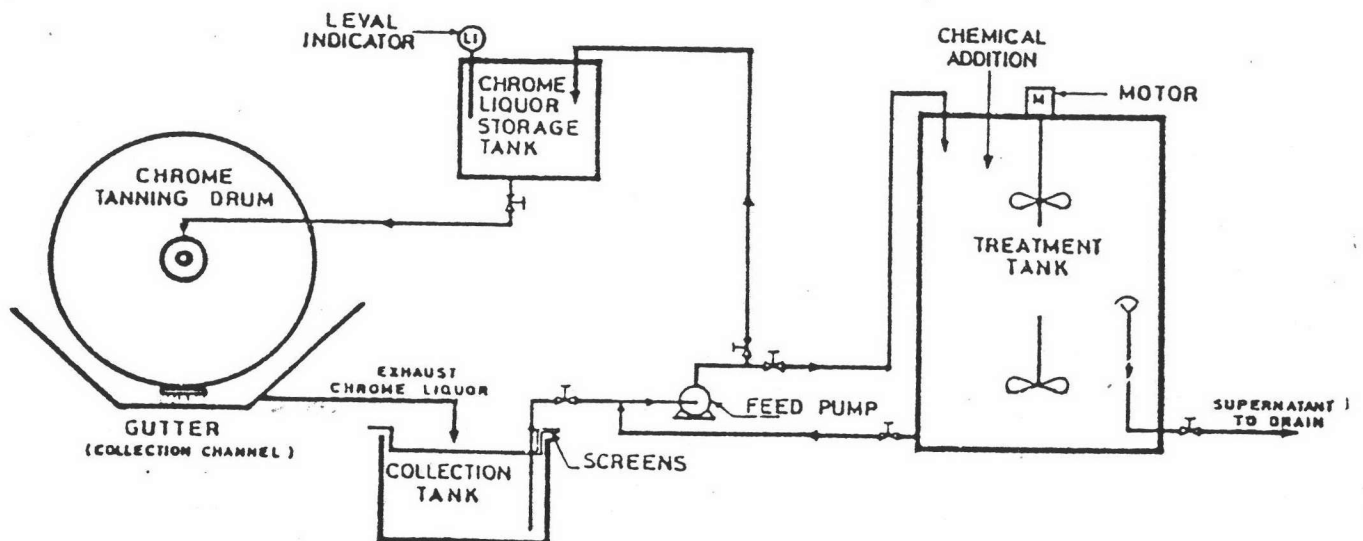 LEVAL
INDICATOR
LI
CHROME
LIQUOR
STORAGE
TANK
CHEMICAL
ADDITION
M
MOTOR
CHROME
TANNING DRUM
TREATMENT
TANK
EXHAUST
CHROME LIQUOR
FEED PUMP
SUPERNATANT
TO DRAIN
GUTTER
(COLLECTION CHANNEL)
SCREENS
COLLECTION
TANK